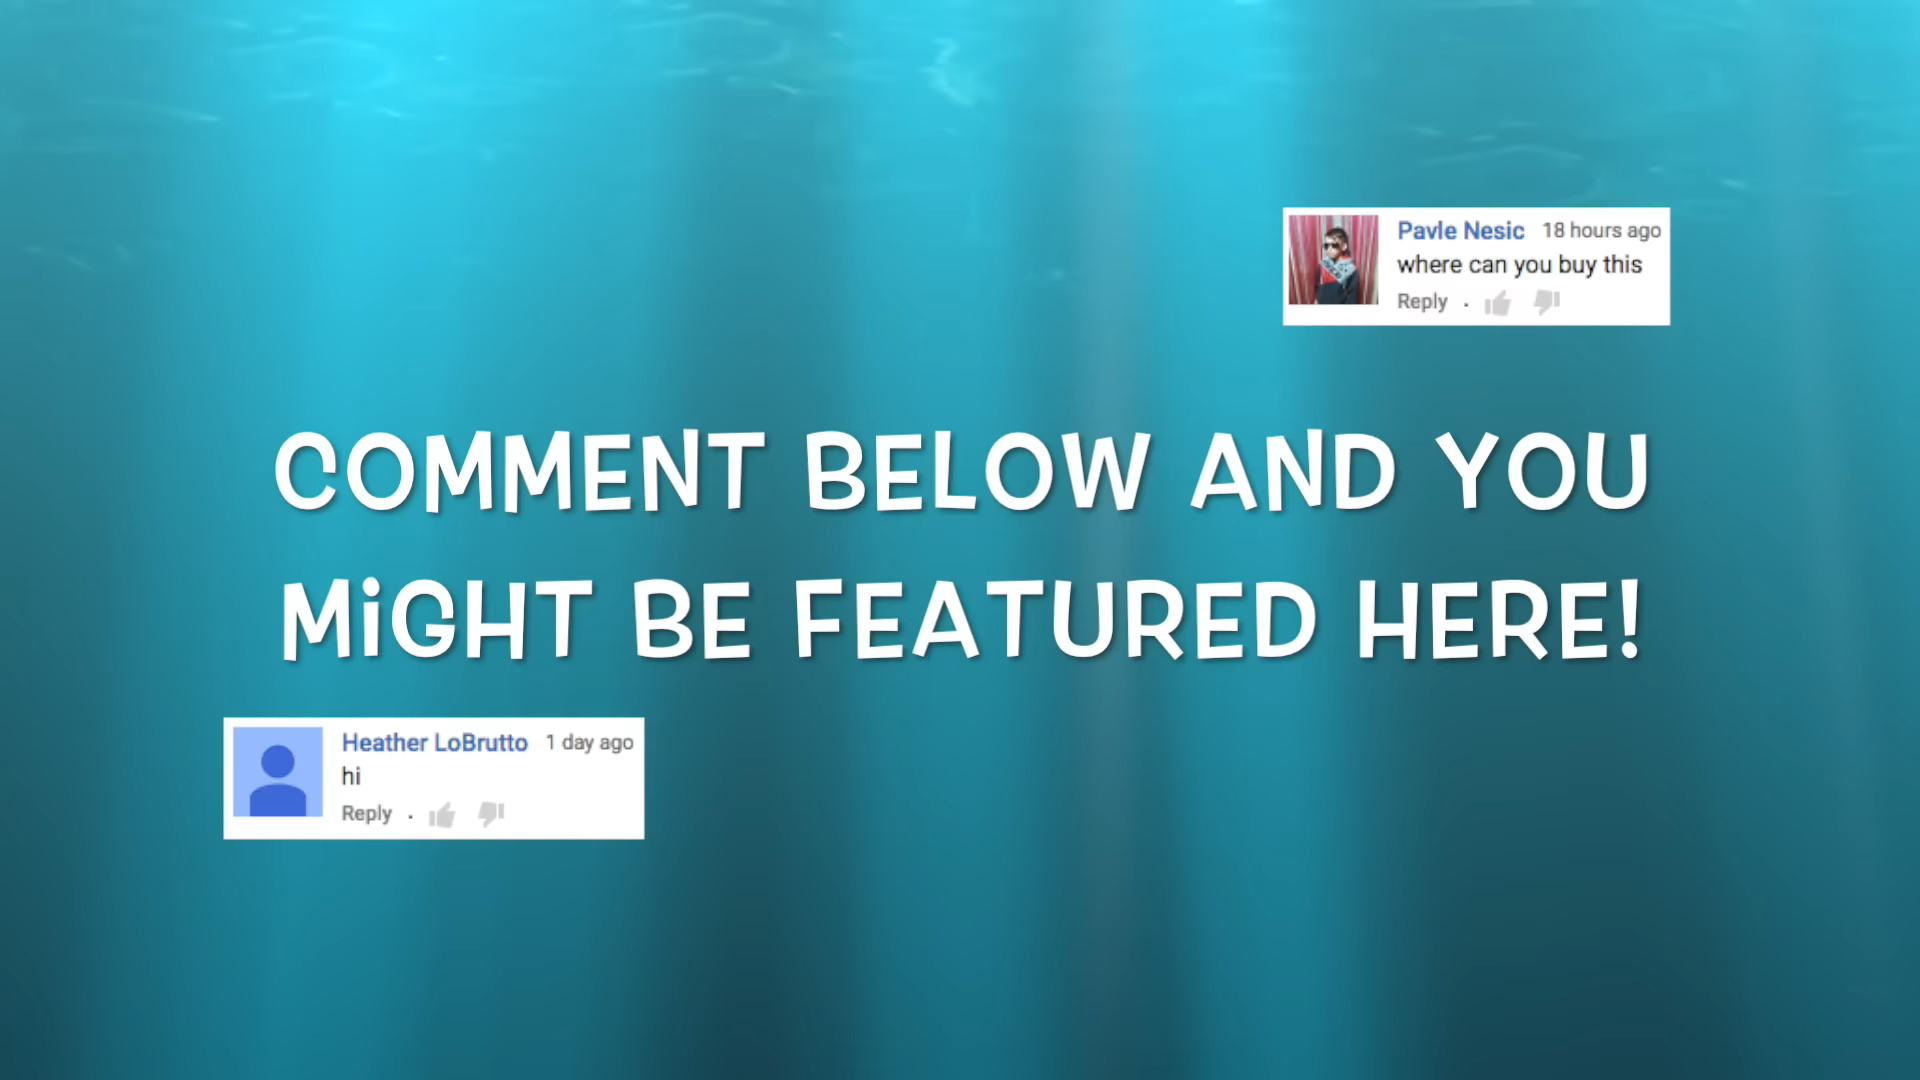 Pavle Nesic 18 hours ago
where can you buy this
Reply .
COMMENT BELOW AND YOU
MiGHT BE FEATURED HERE!
Heather LoBrutto 1 day ago
hi
Reply .